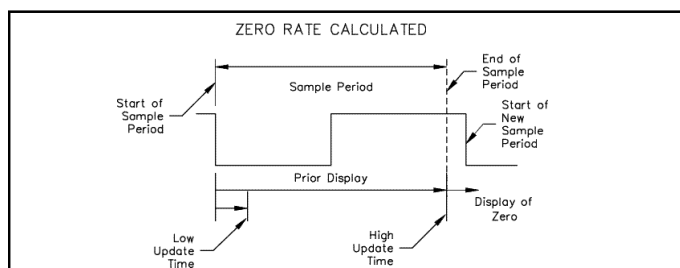 ZERO RATE CALCULATED
End of
Sample
Period
Sample Period
Start of
Sample
Period
Start of
New
Sample
Period
Prior Display
Display of
Zero
Low
Update
Time
High
Update
Time